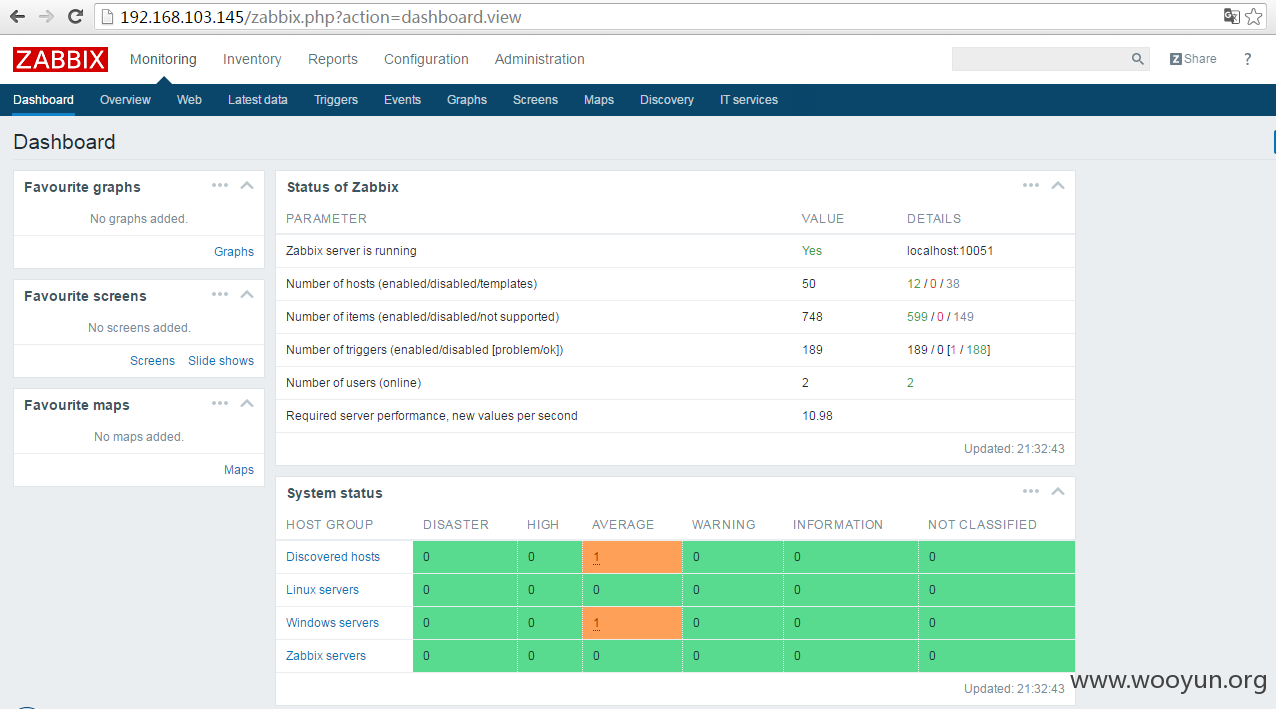 192.168.103.145/zabbix.php?action=dashboard.view
ZABBIX Monitoring Inventory Reports Configuration Administration Z Share ?
Dashboard Overview Web Latest data Triggers Events Graphs Screens Maps Discovery IT services
Dashboard
Favourite graphs
No graphs added.
Graphs
Favourite screens
No screens added.
Screens Slide shows
Favourite maps
No maps added.
Maps
Status of Zabbix
PARAMETER VALUE DETAILS
Zabbix server is running Yes localhost:10051
Number of hosts (enabled/disabled/templates) 50 12 / 0 / 38
Number of items (enabled/disabled/not supported) 748 599 / 0 / 149
Number of triggers (enabled/disabled [problem/ok]) 189 189 / 0 [1 / 188]
Number of users (online) 2 2
Required server performance, new values per second 10.98
Updated: 21:32:43
System status
HOST GROUP DISASTER HIGH AVERAGE WARNING INFORMATION NOT CLASSIFIED
Discovered hosts 0 0 1 0 0 0
Linux servers 0 0 0 0 0 0
Windows servers 0 0 1 0 0 0
Zabbix servers 0 0 0 0 0 0
Updated: 21:32:43
www.wooyun.org